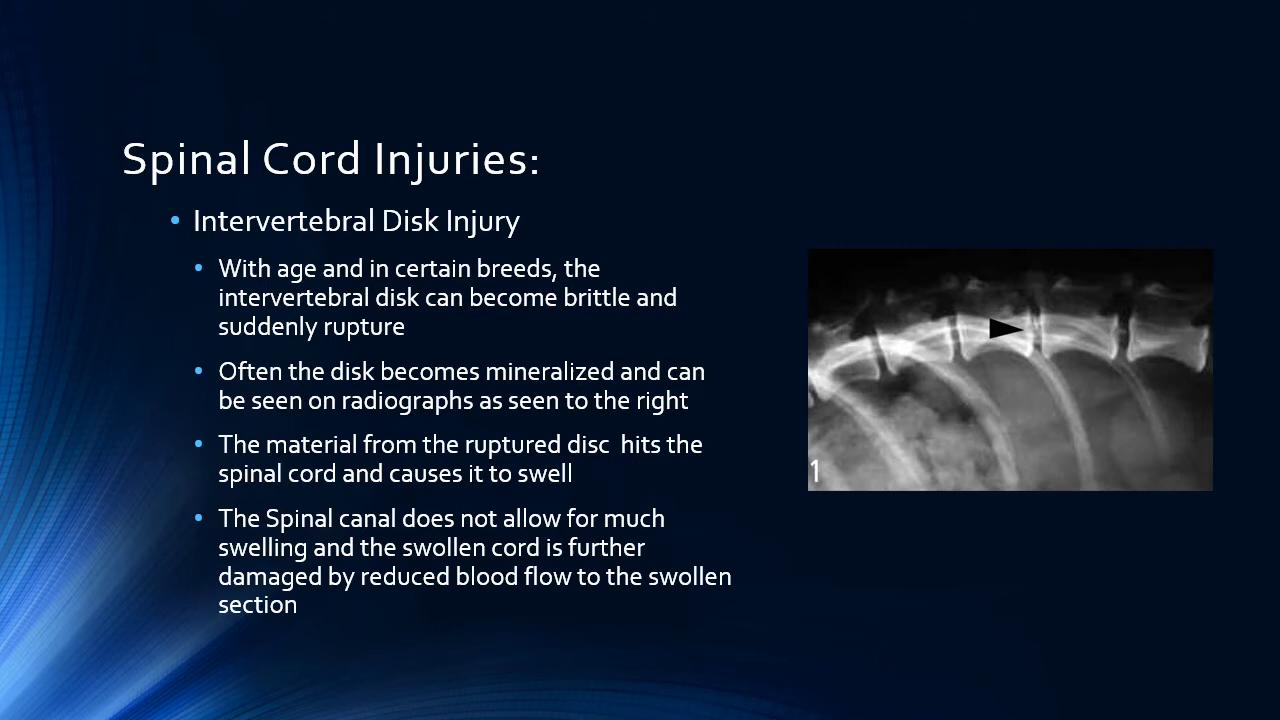 Spinal Cord Injuries:
• Intervertebral Disk Injury
• With age and in certain breeds, the
intervertebral disk can become brittle and
suddenly rupture
• Often the disk becomes mineralized and can
be seen on radiographs as seen to the right
• The material from the ruptured disc  hits the
spinal cord and causes it to swell
• The Spinal canal does not allow for much
swelling and the swollen cord is further
damaged by reduced blood flow to the swollen
section
1